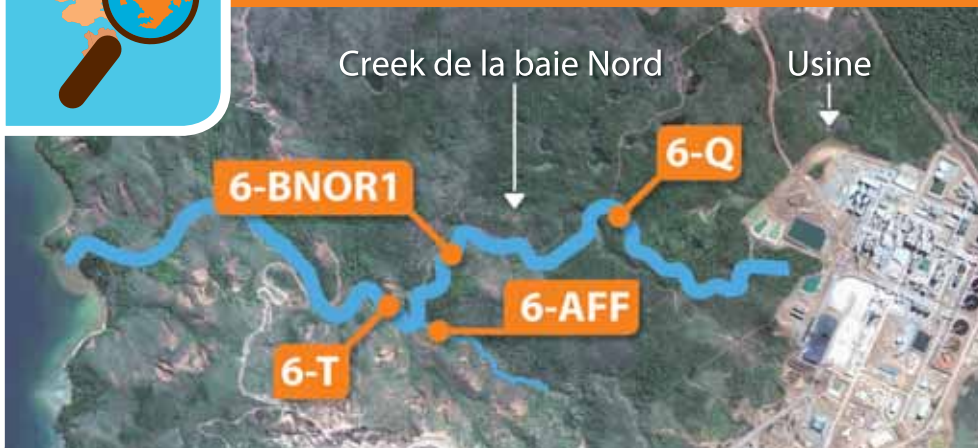 Creek de la baie Nord
Usine
6-Q
6-BNOR1
6-AFF
6-T